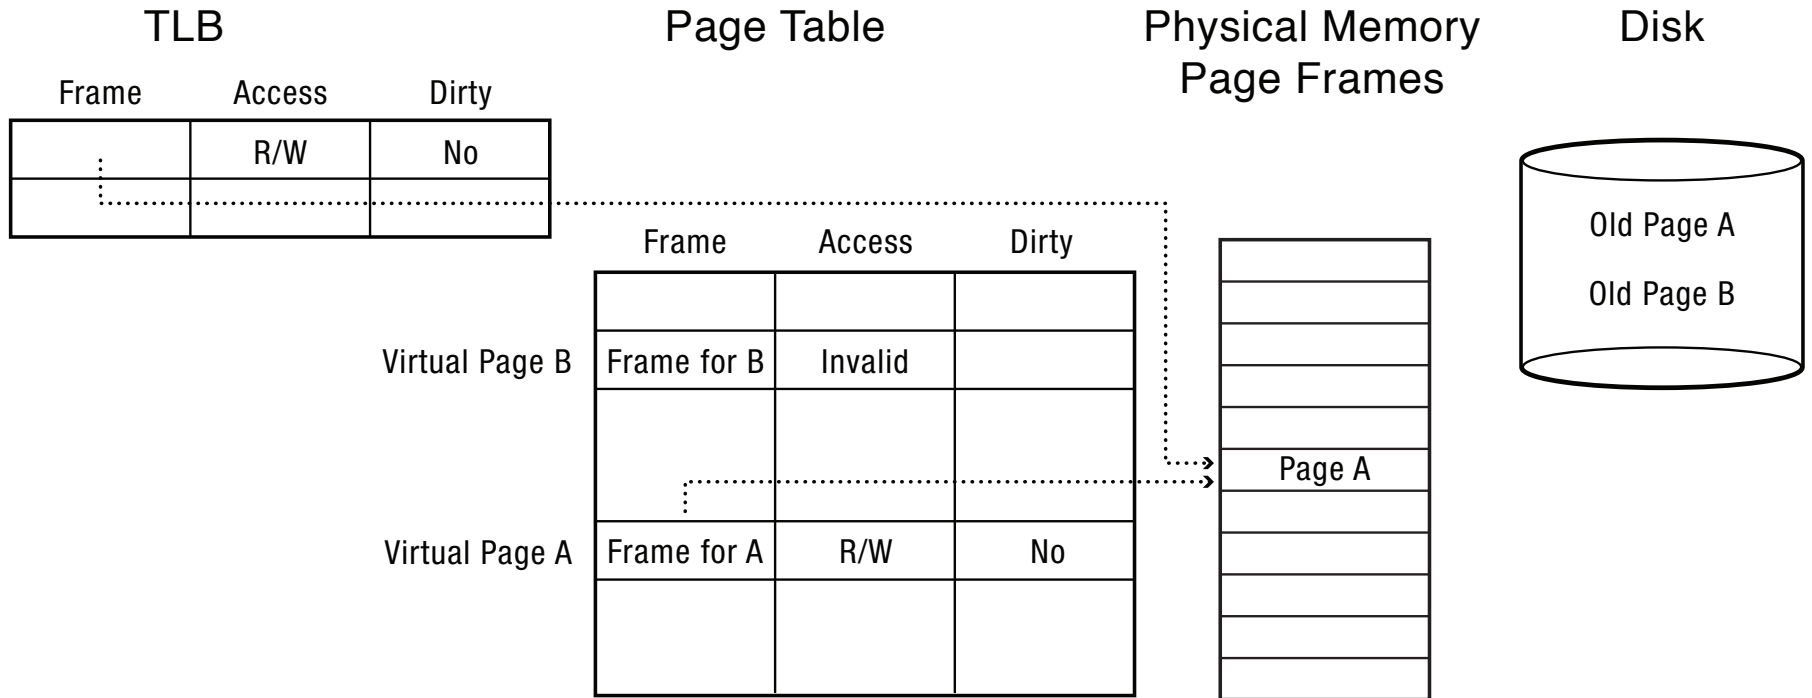 TLB
Page Table
Physical Memory
Page Frames
Disk
Frame Access Dirty
R/W No
Frame Access Dirty
Virtual Page B Frame for B Invalid
Virtual Page A Frame for A R/W No
Page A
Old Page A
Old Page B